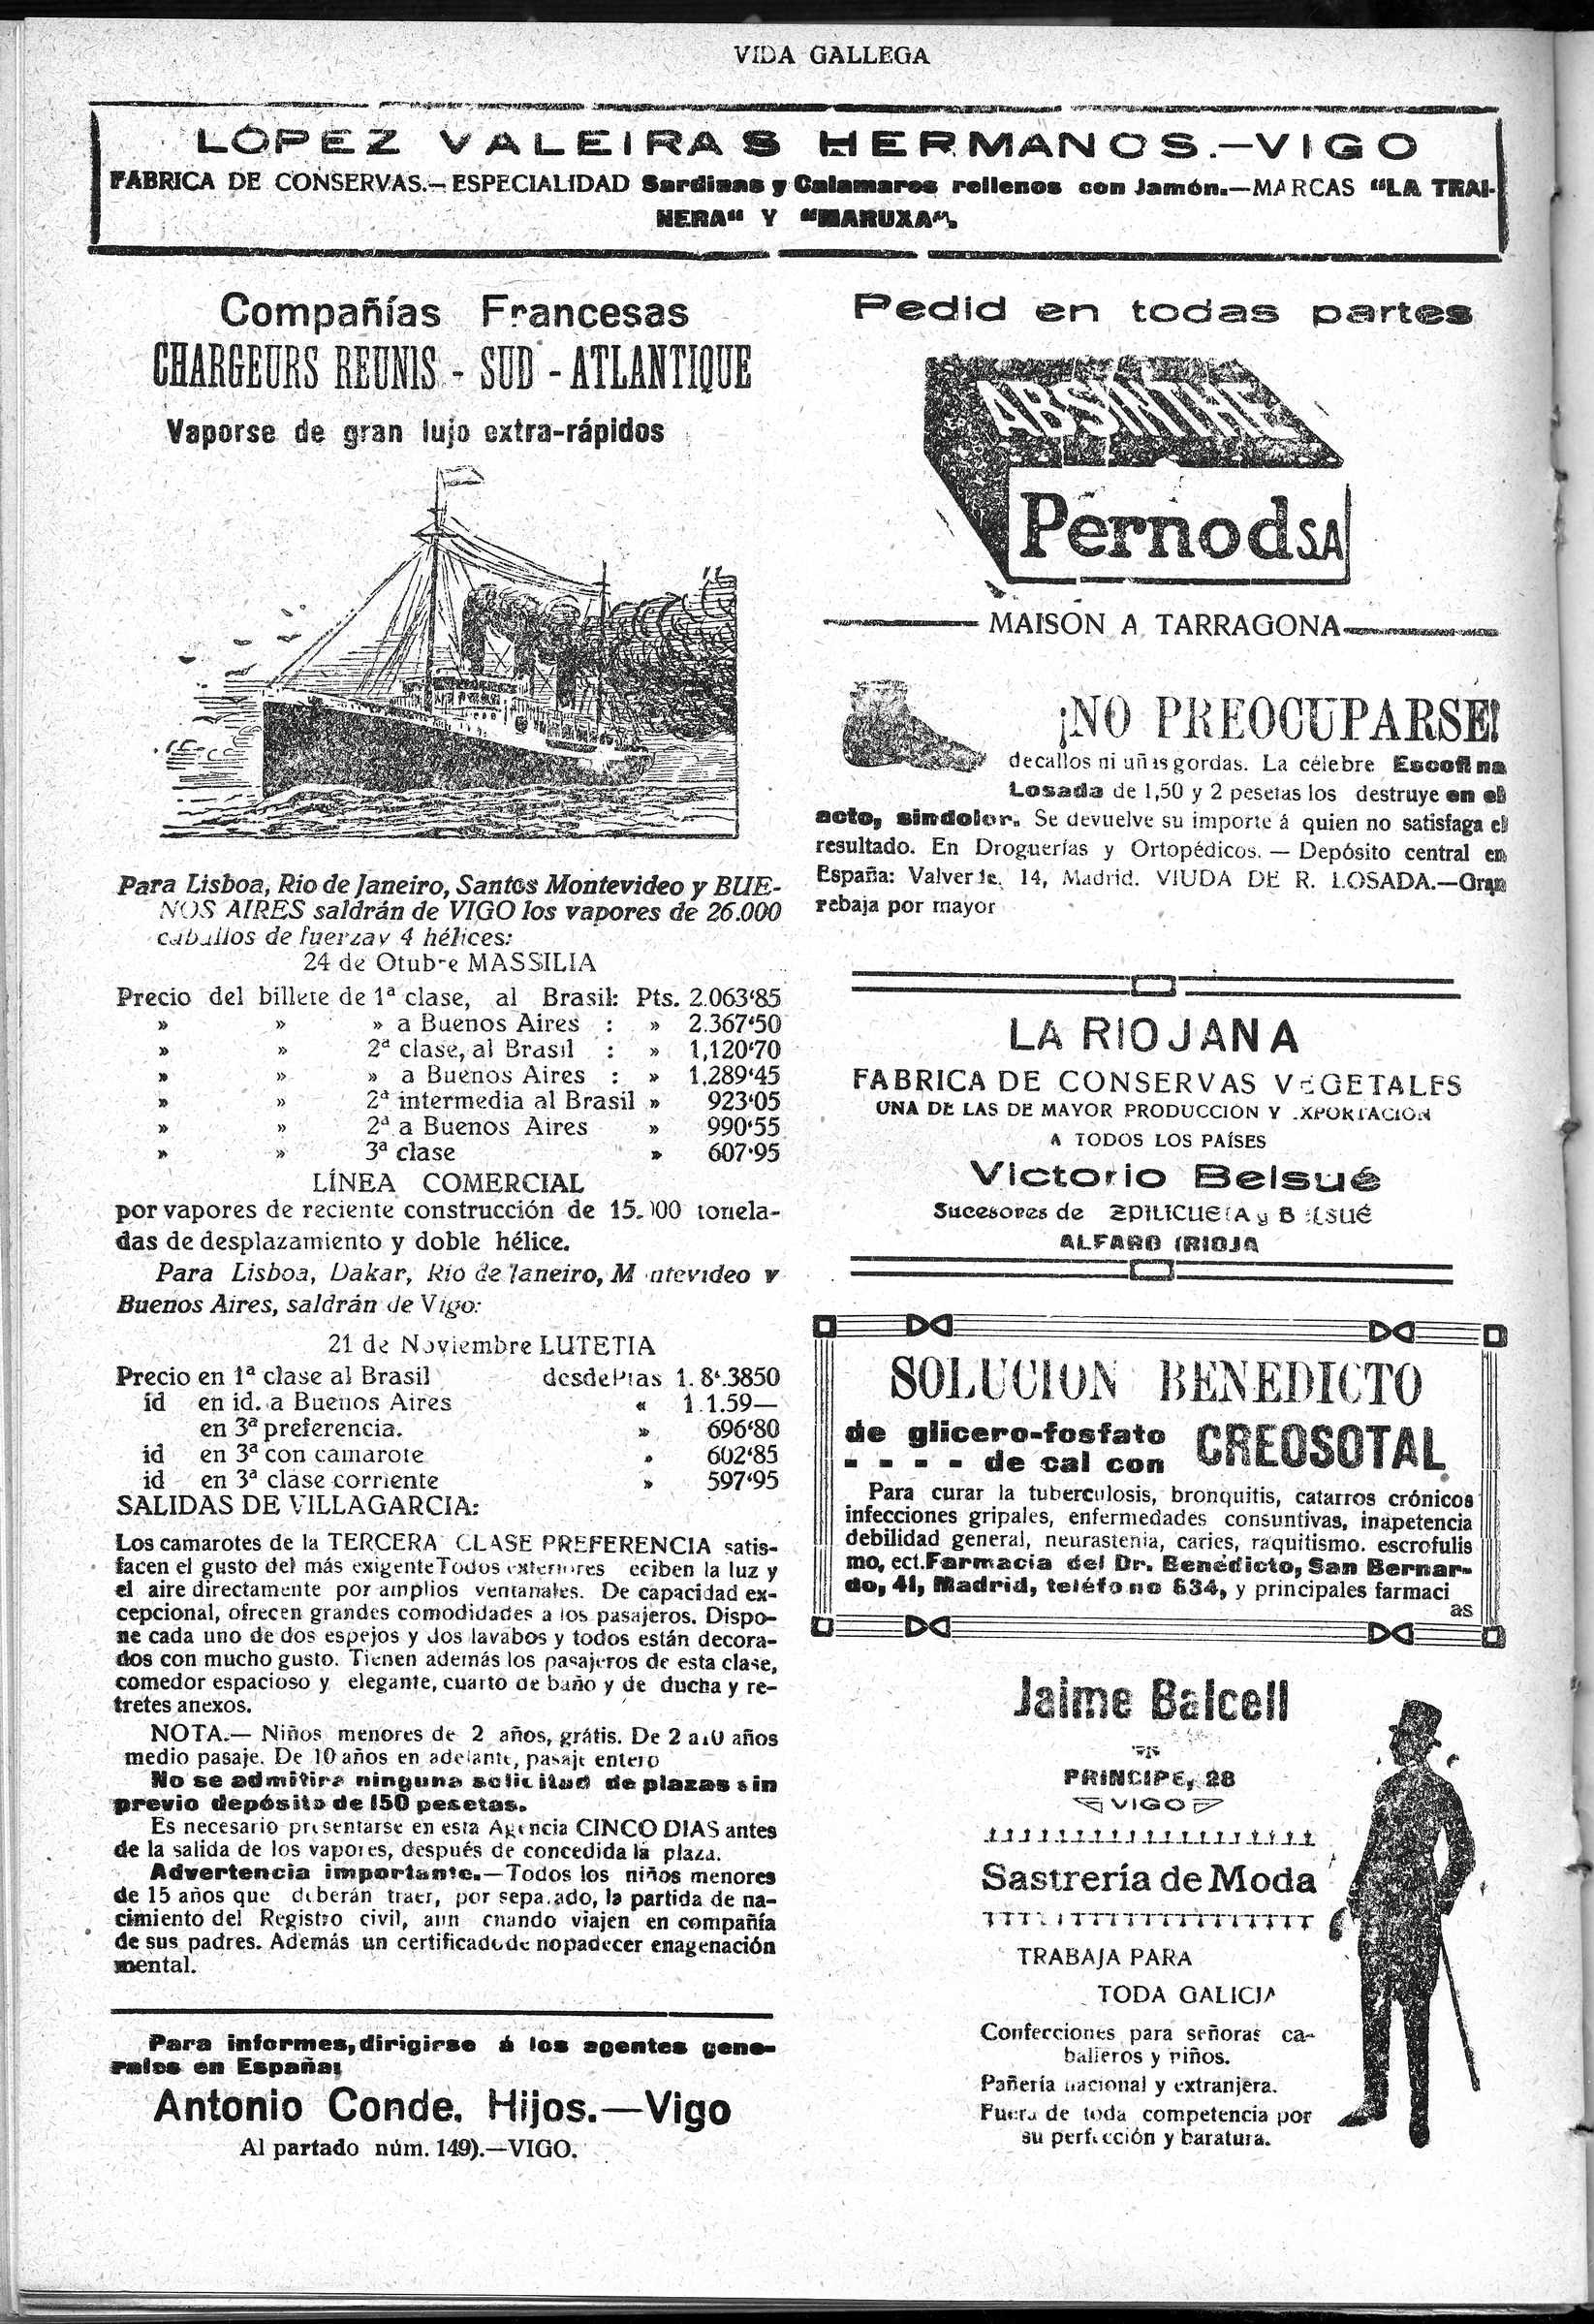 VIDA GALLEGA
LÓPEZ VALEIRAS HERMANOS.—VIGO
FABRICA DE CONSERVAS.—ESPECIALIDAD Sardinas y Calamares rellenos con Jamón.—MARCAS "LA TRAI-
NERA" Y "MARUXA".
Compañías Francesas
CHARGEURS REUNIS - SUD - ATLANTIQUE
Vaporse de gran lujo extra-rápidos
Para Lisboa, Rio de Janeiro, Santos Montevideo y BUE-
NOS AIRES saldrán de VIGO los vapores de 26.000
caballos de fuerzay 4 hélices:
24 de Otubre MASSILIA
Precio del billete de 1ª clase, al Brasil: Pts. 2.063'85
» » » a Buenos Aires : » 2.367'50
» » 2ª clase, al Brasil : » 1,120'70
» » » a Buenos Aires : » 1.289'45
» » 2ª intermedia al Brasil » 923'05
» » 2ª a Buenos Aires » 990'55
» » 3ª clase » 607'95
LÍNEA COMERCIAL
por vapores de reciente construcción de tonela-
das de desplazamiento y doble hélice.
Para Lisboa, Dakar, Rio de Janeiro, y
Buenos Aires, saldrán de Vigo:
21 de Noviembre LUTETIA
Precio en 1ª clase al Brasil
id en id. a Buenos Aires « 1.1.59—
en 3ª preferencia. » 696'80
id en 3ª con camarote 602'85
id en 3ª clase corriente » 597'95
SALIDAS DE VILLAGARCIA:
Los camarotes de la TERCERA CLASE PREFERENCIA satis-
facen el gusto del más exigente Todos exteriores eciben la luz y
el aire directamente por amplios ventanales. De capacidad ex-
cepcional, ofrecen grandes comodidades a los pasajeros. Dispo-
ne cada uno de dos espejos y dos lavabos y todos están decora-
dos con mucho gusto. Tienen además los pasajeros de esta clase,
comedor espacioso y elegante, cuarto de baño y de ducha y re-
tretes anexos.
NOTA.— Niños menores de 2 años, grátis. De 2 a años
medio pasaje. De 10 años en adelante, pasaje entero
No se admitira ninguna solicitud de plazas sin
previo depósito de 150 pesetas.
Es necesario presentarse en esta Agencia CINCO DIAS antes
de la salida de los vapores, después de concedida la plaza.
Advertencia importante.—Todos los niños menores
de 15 años que deberán traer, por separado, la partida de na-
cimiento del Registro civil, aun cuando viajen en compañía
de sus padres. Además un certificado de no padecer enagenación
mental.
Para informes, dirigirse á los agentes gene-
rales en España:
Antonio Conde, Hijos.—Vigo
Al partado núm. 149).—VIGO.
Pedid en todas partes
ABSINTHE
Pernod SA
MAISON A TARRAGONA
¡NO PREOCUPARSE!
decallos ni uñas gordas. La célebre Escofina
Losada de 1,50 y 2 pesetas los destruye en el
acto, sindolor. Se devuelve su importe á quien no satisfaga el
resultado. En Droguerías y Ortopédicos. — Depósito central en
España: Valverde, 14, Madrid. VIUDA DE R. LOSADA.—Gran
rebaja por mayor
LA RIOJANA
FABRICA DE CONSERVAS VEGETALES
UNA DE LAS DE MAYOR PRODUCCION Y EXPORTACION
A TODOS LOS PAÍSES
Victorio Belsué
Sucesores de
ALFARO (RIOJA
SOLUCION BENEDICTO
de glicero-fosfato
- - - - de cal con CREOSOTAL
Para curar la tuberculosis, bronquitis, catarros crónicos
infecciones gripales, enfermedades consuntivas, inapetencia
debilidad general, neurastenia, caries, raquitismo. escrofulis
mo, ect. Farmacia del Dr. Benédicto, San Bernar-
do, 41, Madrid, teléfono 634, y principales farmaci
as
Jaime Balcell
PRINCIPE, 28
VIGO
Sastrería de Moda
TRABAJA PARA
TODA GALICIA
Confecciones para señoras ca-
balleros y niños.
Pañería nacional y extranjera.
Fuera de toda competencia por
su perfección y baratura.